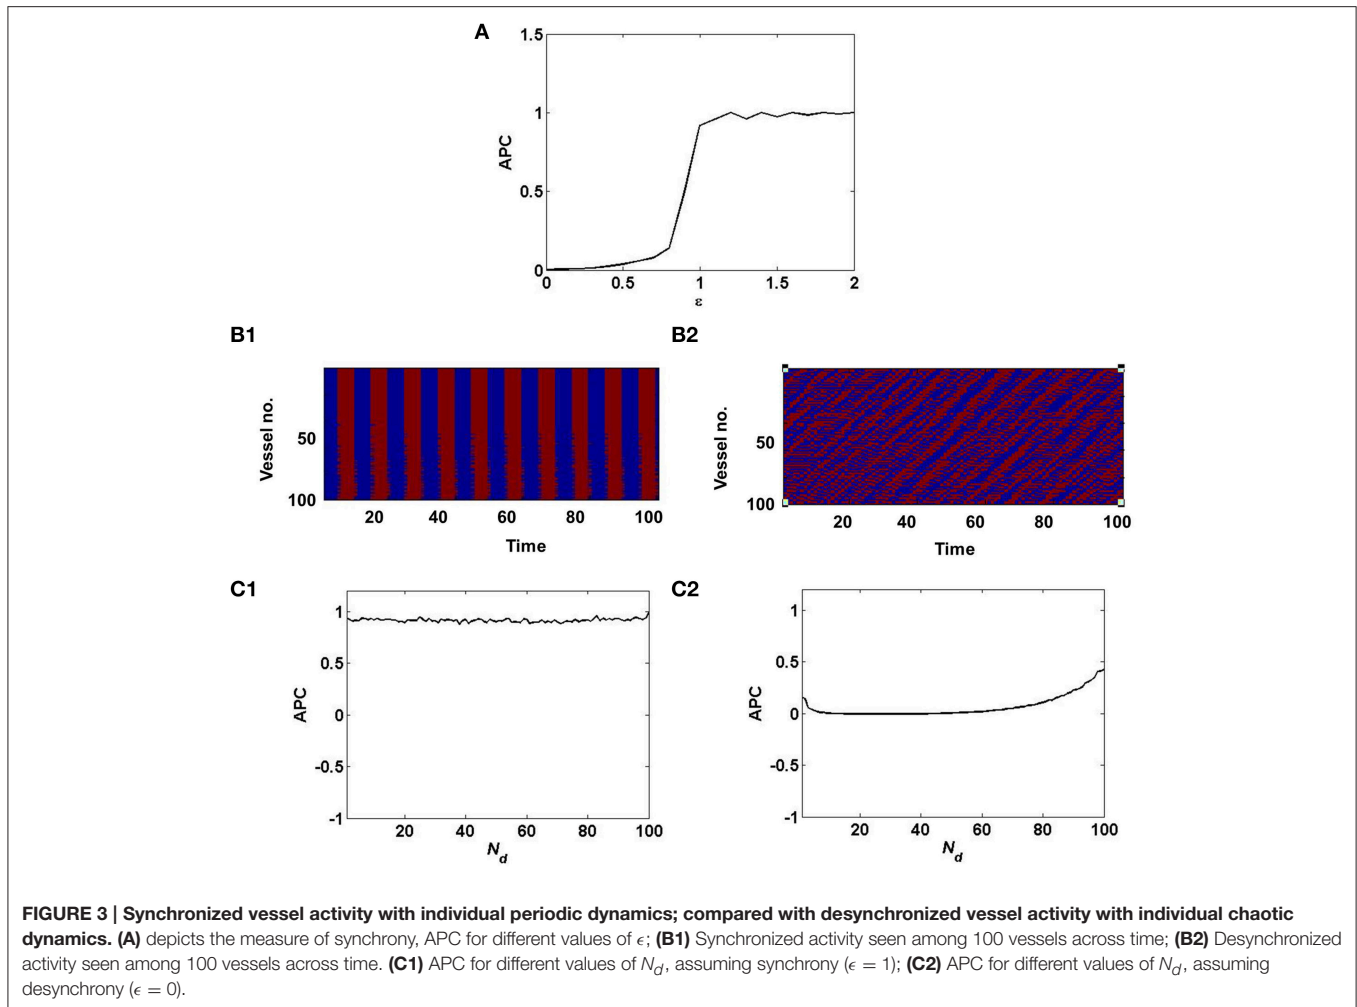 A
1.5
1
0.5
0
APC
0 0.5 1 1.5 2
ε
B1
Vessel no.
50
100
20 40 60 80 100
Time
B2
Vessel no.
50
100
20 40 60 80 100
Time
C1
1
0.5
0
-0.5
-1
APC
20 40 60 80 100
N_d
C2
1
0.5
0
-0.5
-1
APC
20 40 60 80 100
N_d
FIGURE 3 | Synchronized vessel activity with individual periodic dynamics; compared with desynchronized vessel activity with individual chaotic
dynamics. (A) depicts the measure of synchrony, APC for different values of ϵ; (B1) Synchronized activity seen among 100 vessels across time; (B2) Desynchronized
activity seen among 100 vessels across time. (C1) APC for different values of N_d, assuming synchrony (ϵ = 1); (C2) APC for different values of N_d, assuming
desynchrony (ϵ = 0).